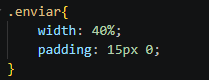 .enviar{
    width: 40%;
    padding: 15px 0;
}